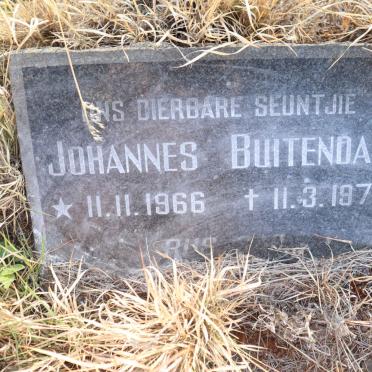 ONS DIERBARE SEUNTJIE
JOHANNES BUITENDA
★ 11.11.1966 † 11.3.197